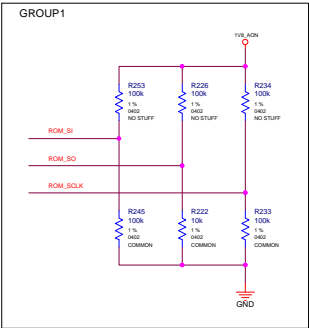 GROUP1
1V8_AON
R253
100k
1 %
0402
NO STUFF
R226
100k
1 %
0402
NO STUFF
R234
100k
1 %
0402
NO STUFF
ROM_SI
ROM_SO
ROM_SCLK
R245
100k
1 %
0402
COMMON
R222
10k
1 %
0402
COMMON
R233
100k
1 %
0402
COMMON
GND